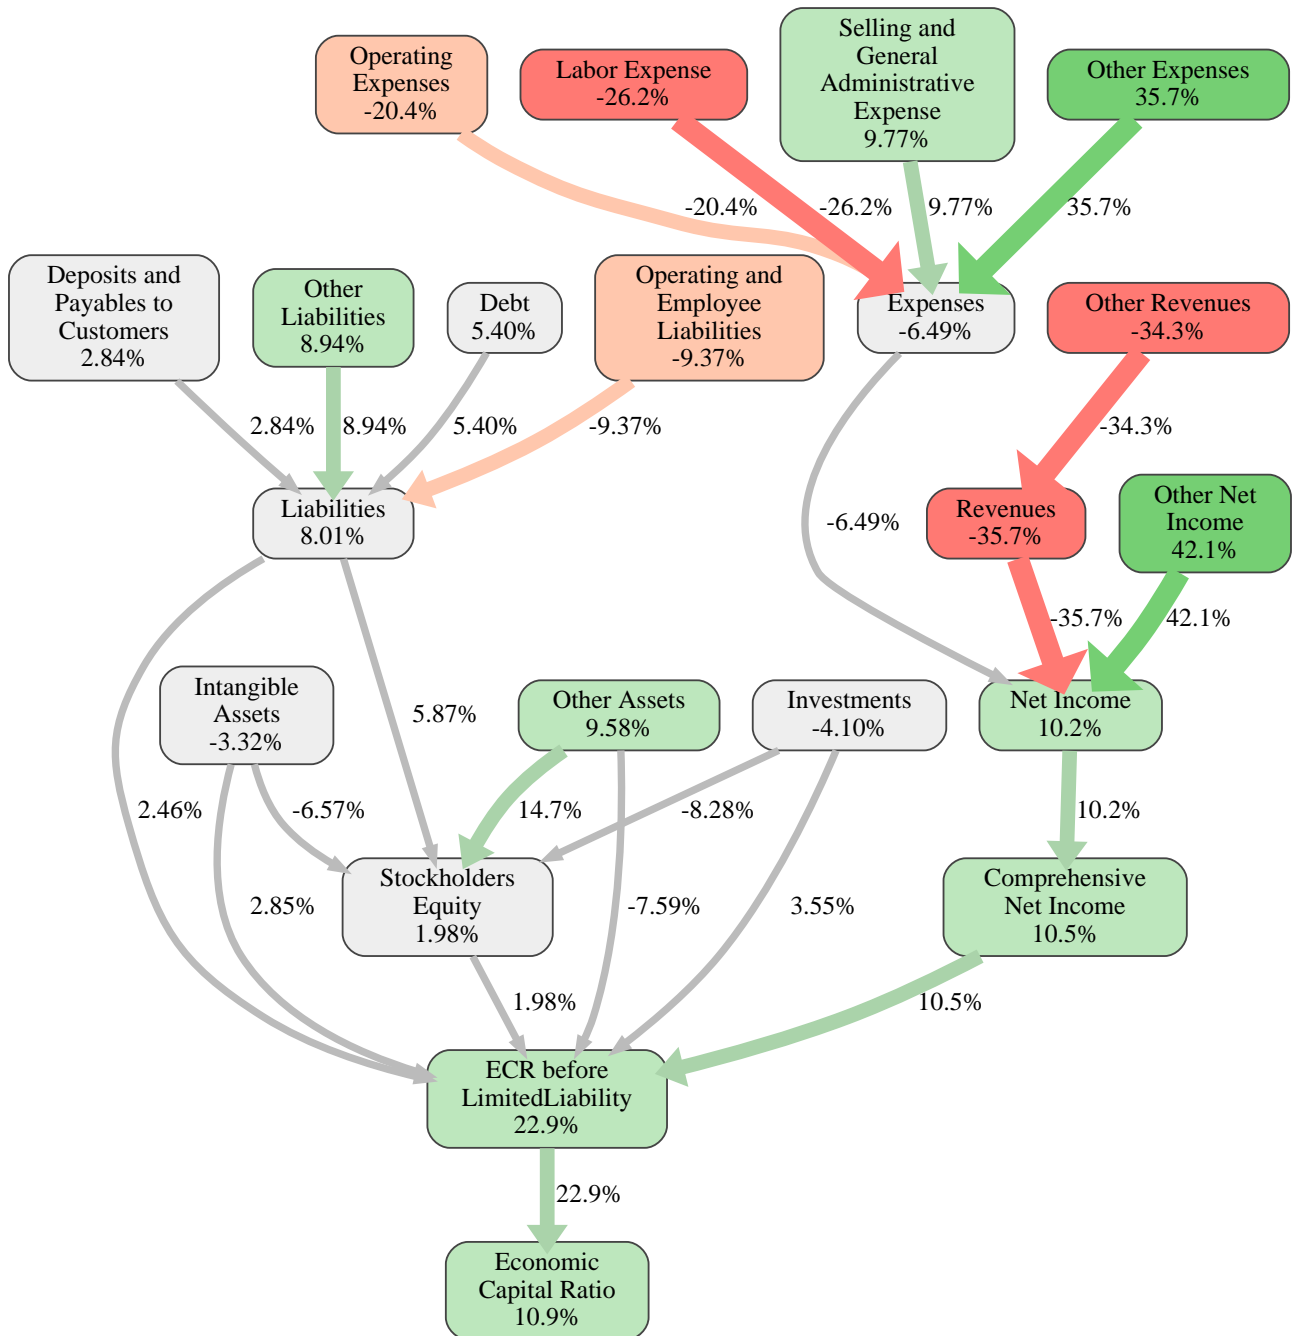 Operating
Expenses
-20.4%
Labor Expense
-26.2%
Selling and
General
Administrative
Expense
9.77%
Other Expenses
35.7%
-20.4%
-26.2%
9.77%
35.7%
Deposits and
Payables to
Customers
2.84%
Other
Liabilities
8.94%
Debt
5.40%
Operating and
Employee
Liabilities
-9.37%
Expenses
-6.49%
Other Revenues
-34.3%
2.84%
8.94%
5.40%
-9.37%
-34.3%
Liabilities
8.01%
-6.49%
Revenues
-35.7%
Other Net
Income
42.1%
-35.7%
42.1%
Intangible
Assets
-3.32%
5.87%
Other Assets
9.58%
Investments
-4.10%
Net Income
10.2%
2.46%
-6.57%
14.7%
-8.28%
10.2%
Stockholders
Equity
1.98%
2.85%
-7.59%
3.55%
Comprehensive
Net Income
10.5%
1.98%
10.5%
ECR before
LimitedLiability
22.9%
22.9%
Economic
Capital Ratio
10.9%